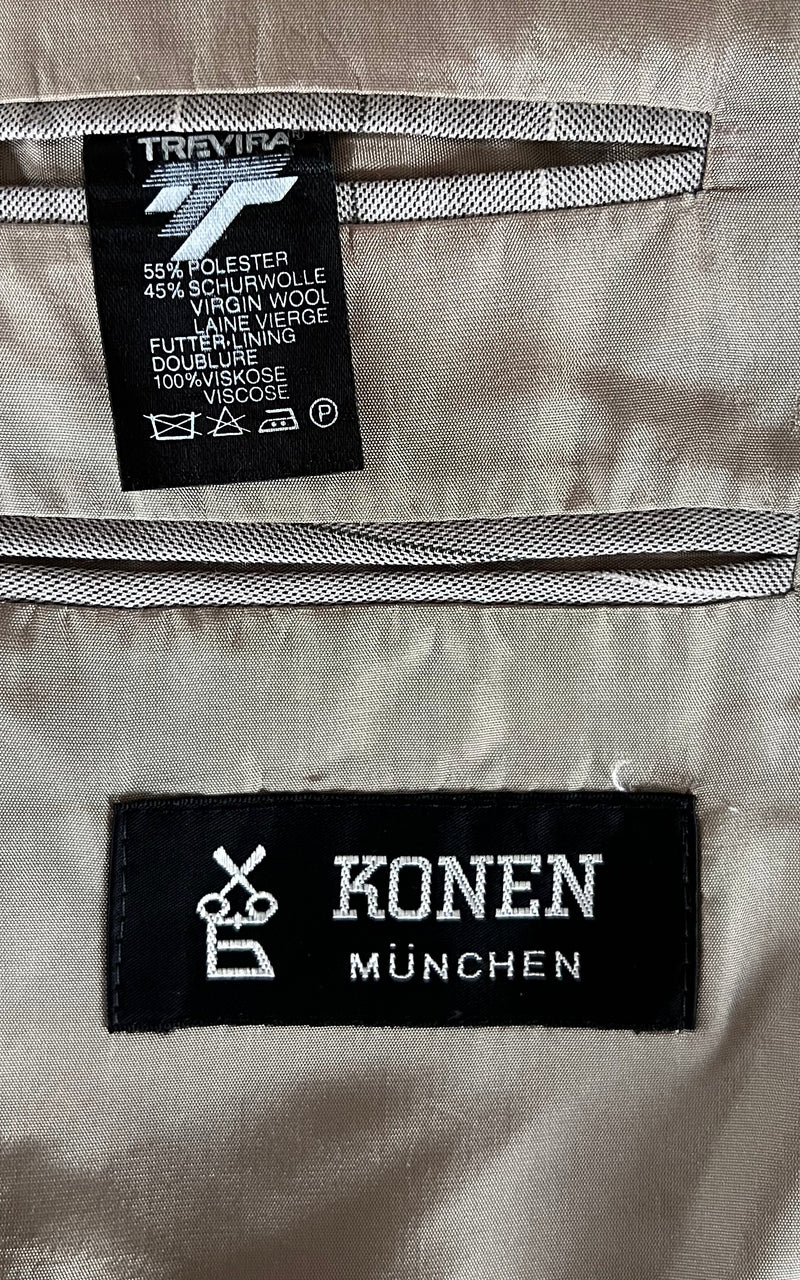 TREVIRA®
55% POLESTER
45% SCHURWOLLE
VIRGIN WOOL
LAINE VIERGE
FUTTER·LINING
DOUBLURE
100%VISKOSE
VISCOSE
P
KONEN
MÜNCHEN